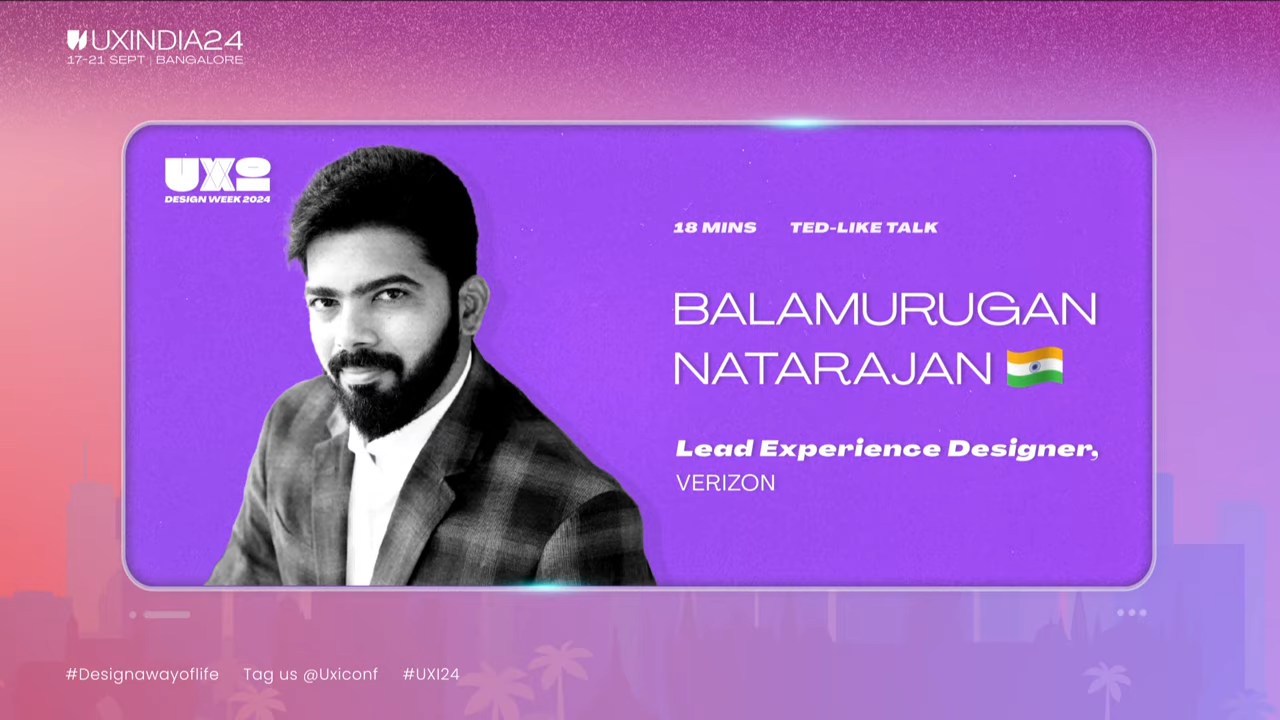 UXINDIA24
17-21 SEPT | BANGALORE
UXI
DESIGN WEEK 2024
18 MINS TED-LIKE TALK
BALAMURUGAN
NATARAJAN
Lead Experience Designer,
VERIZON
#Designawayoflife Tag us @Uxiconf #UXI24